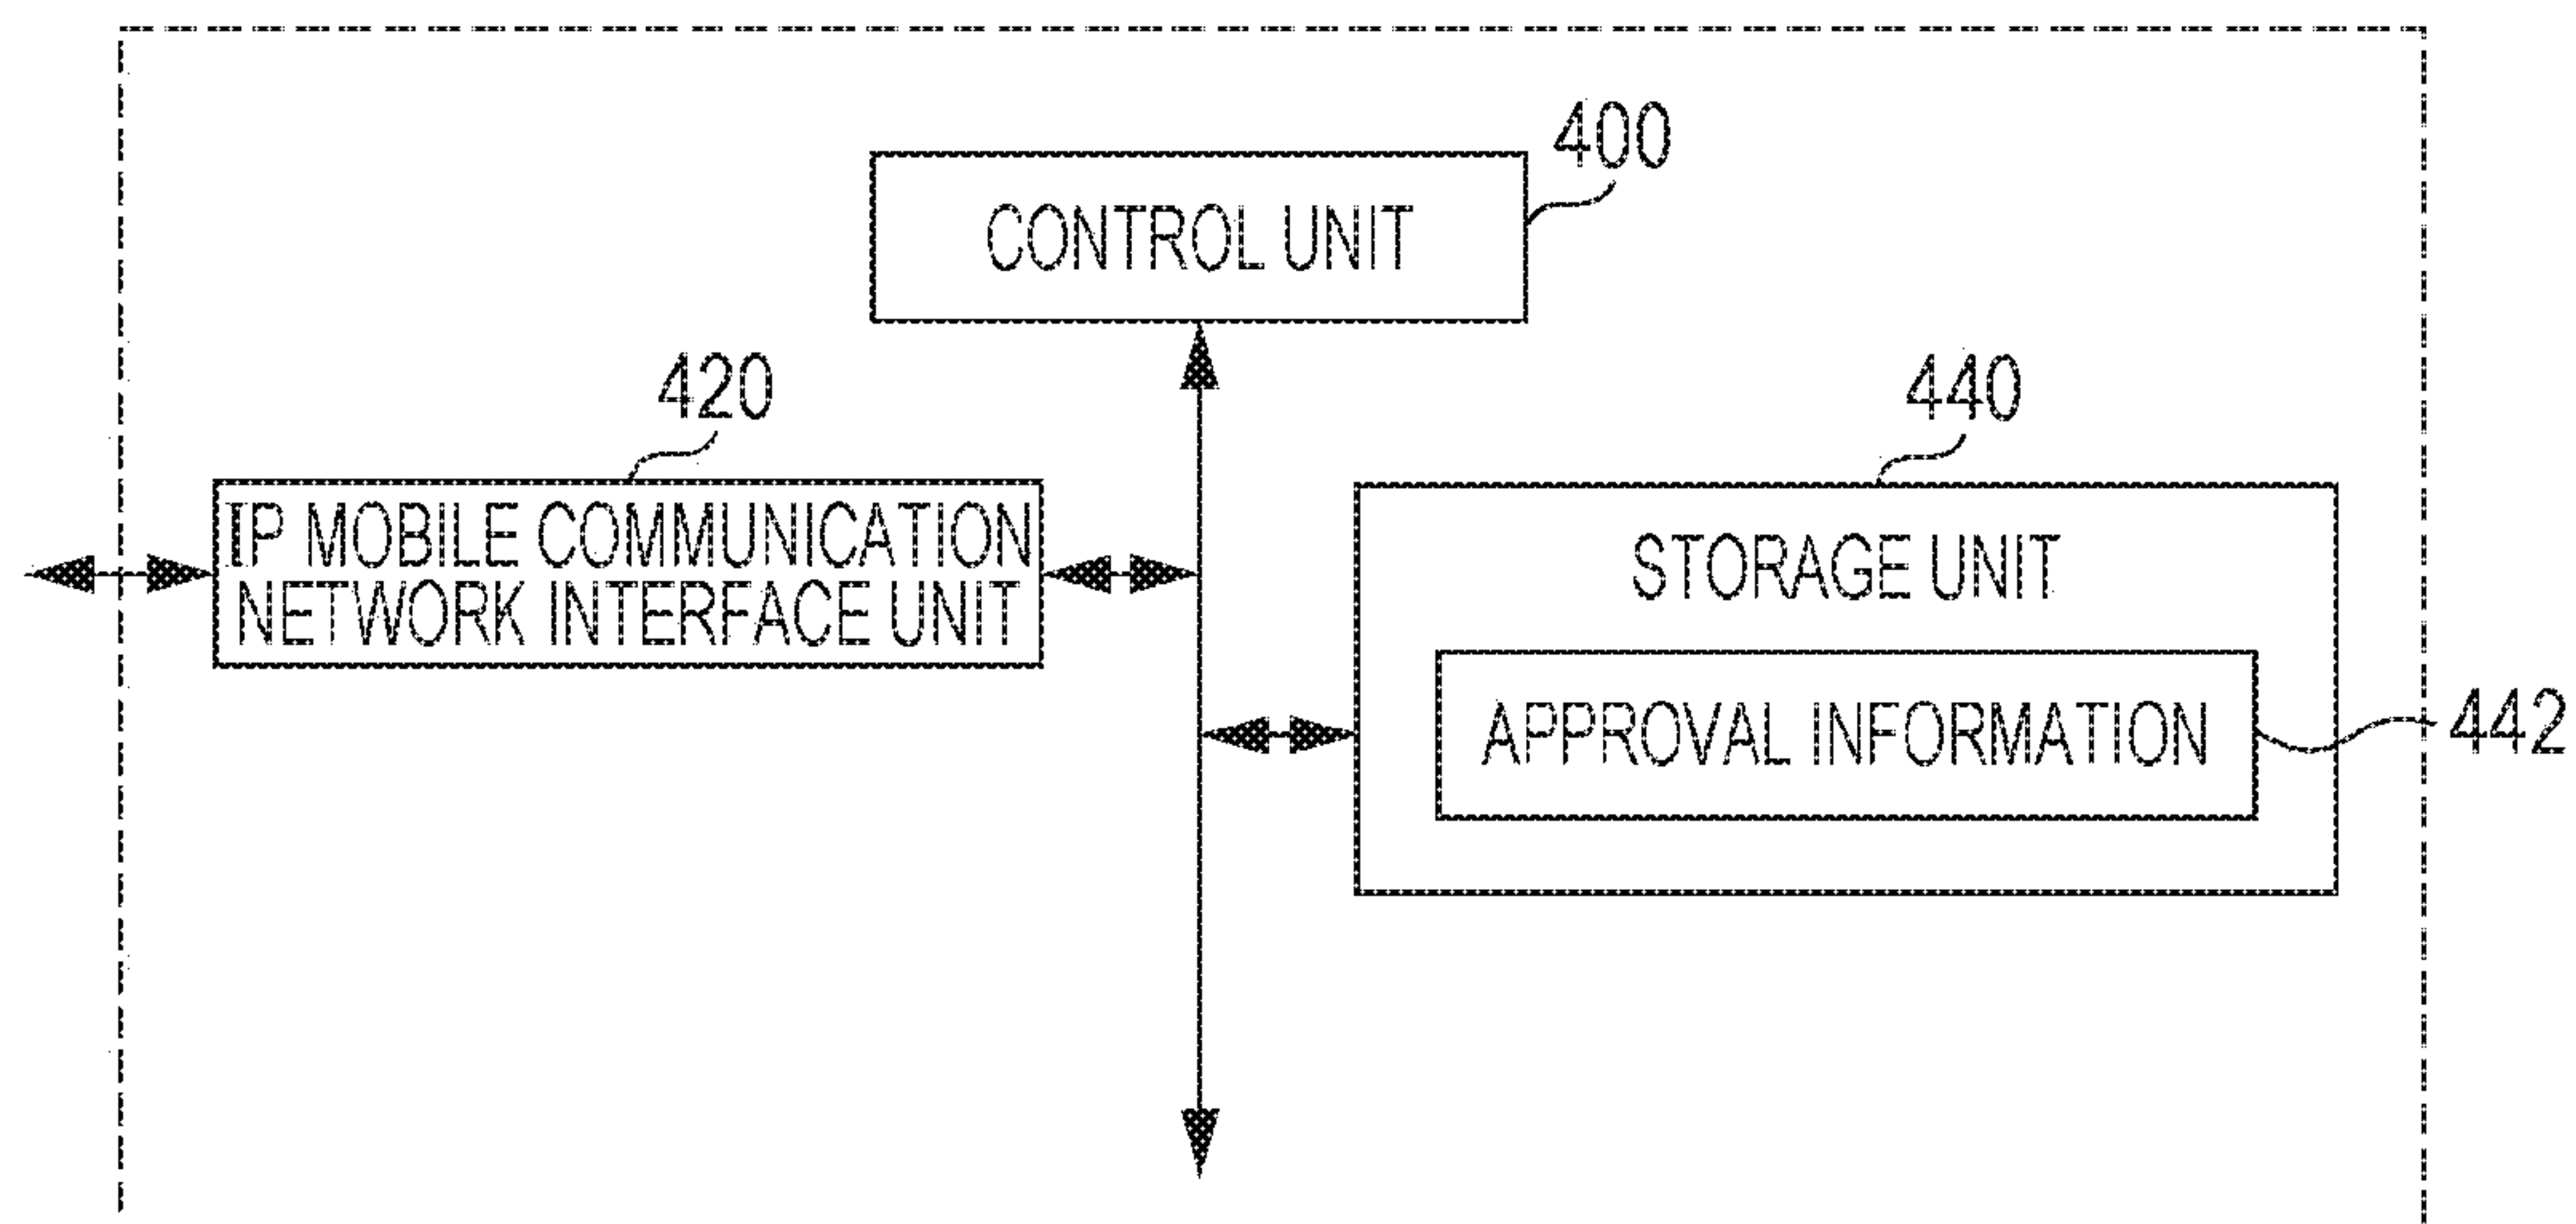 400
CONTROL UNIT
420
440
IP MOBILE COMMUNICATION
NETWORK INTERFACE UNIT
STORAGE UNIT
APPROVAL INFORMATION
442